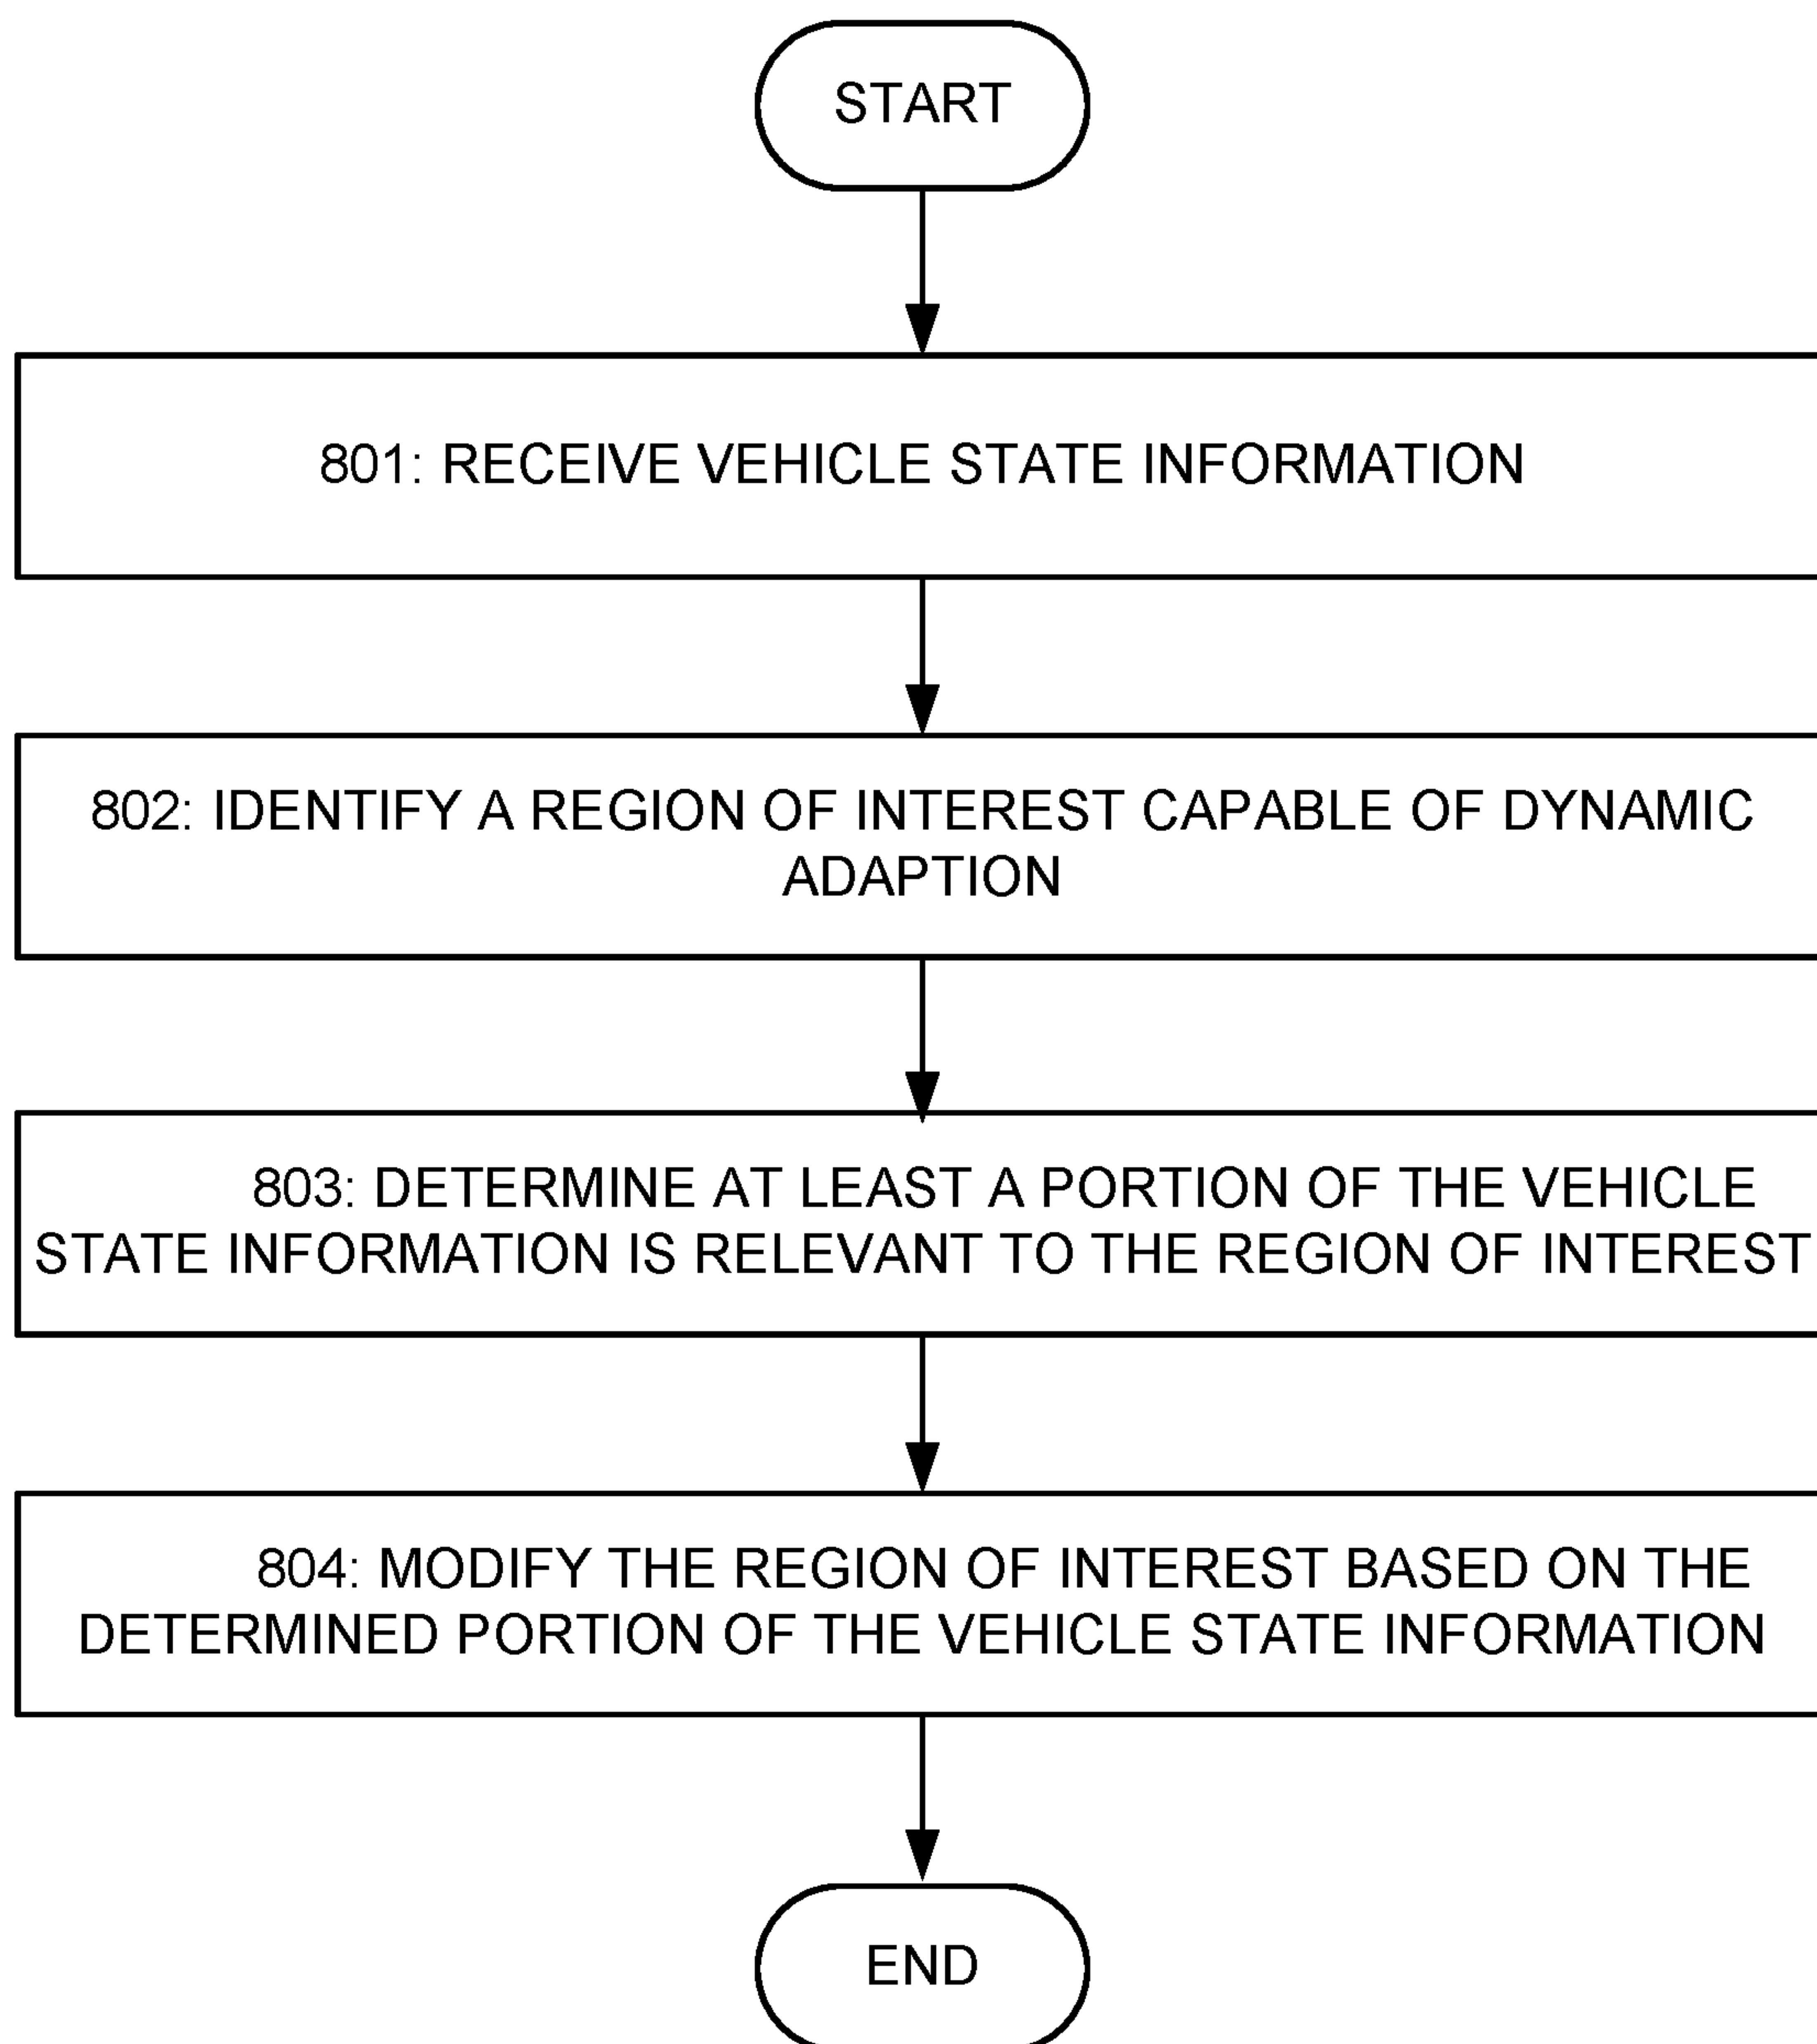 START
801: RECEIVE VEHICLE STATE INFORMATION
802: IDENTIFY A REGION OF INTEREST CAPABLE OF DYNAMIC
ADAPTION
803: DETERMINE AT LEAST A PORTION OF THE VEHICLE
STATE INFORMATION IS RELEVANT TO THE REGION OF INTEREST
804: MODIFY THE REGION OF INTEREST BASED ON THE
DETERMINED PORTION OF THE VEHICLE STATE INFORMATION
END